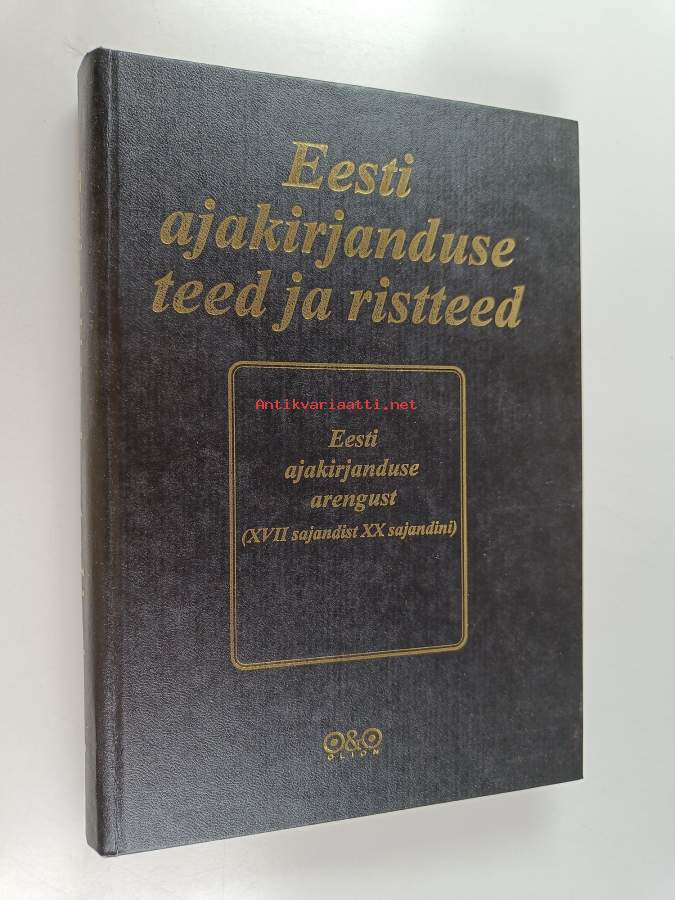 Eesti
ajakirjanduse
teed ja ristteed
Antikvariaatti.net
Eesti
ajakirjanduse
arengust
(XVII sajandist XX sajandini)
O&O
OLION